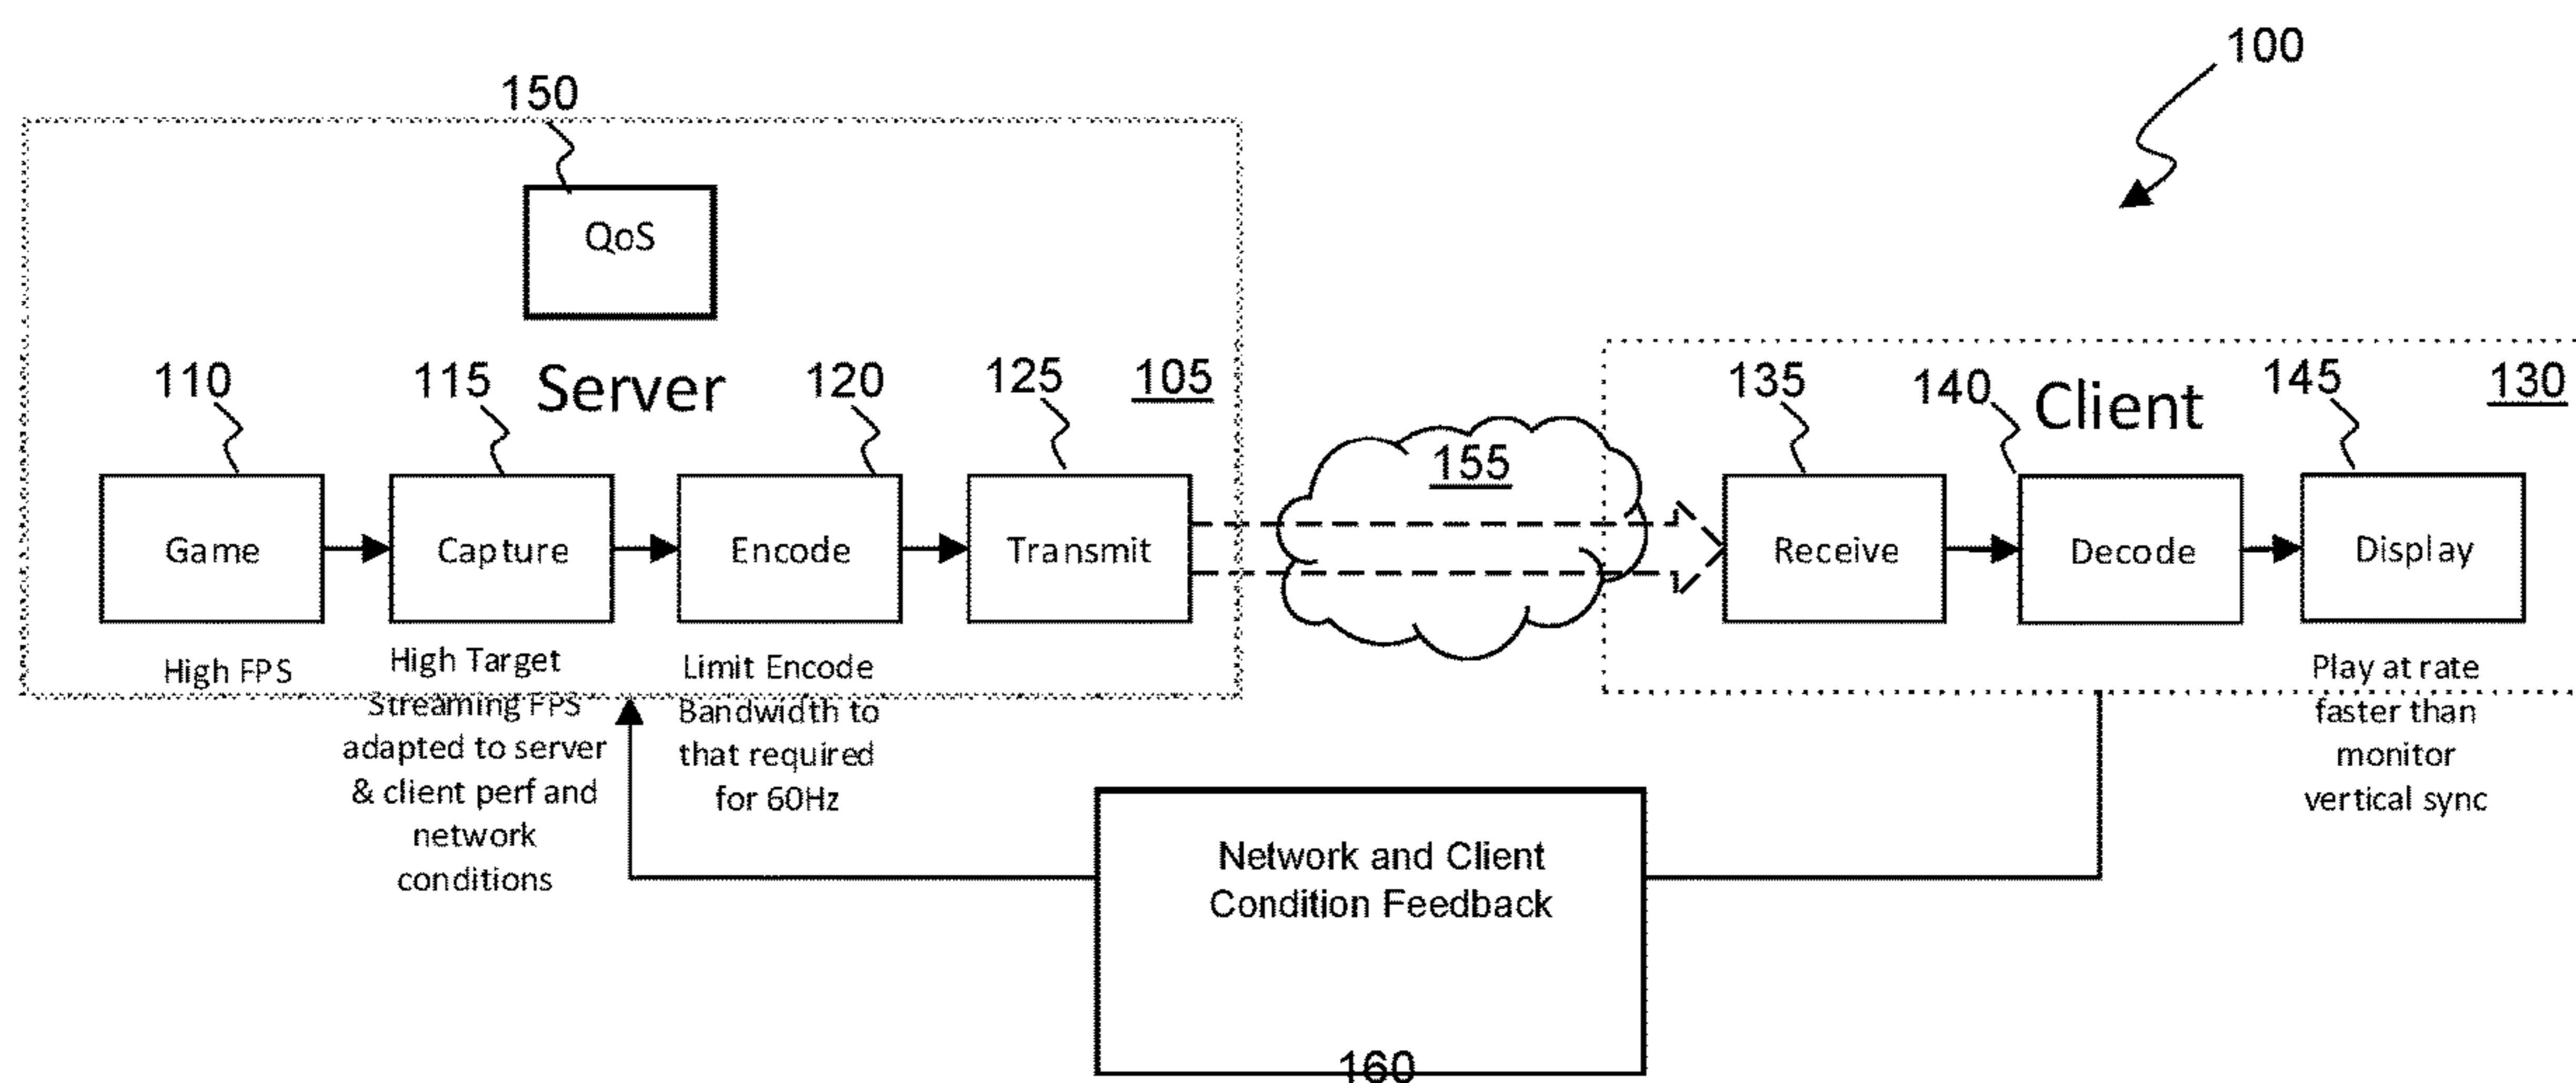 100
150
QoS
Server
110
115
120
125
105
Game
Capture
Encode
Transmit
High FPS
High Target
Streaming FPS
adapted to server
& client perf and
network
conditions
Limit Encode
Bandwidth to
that required
for 60Hz
155
Client
135
140
145
130
Receive
Decode
Display
Play at rate
faster than
monitor
vertical sync
Network and Client
Condition Feedback
160